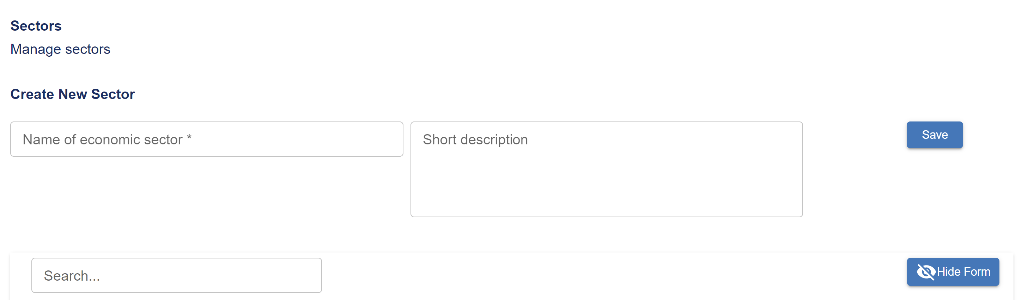 Sectors
Manage sectors
Create New Sector
Name of economic sector *
Short description
Save
Search...
Hide Form